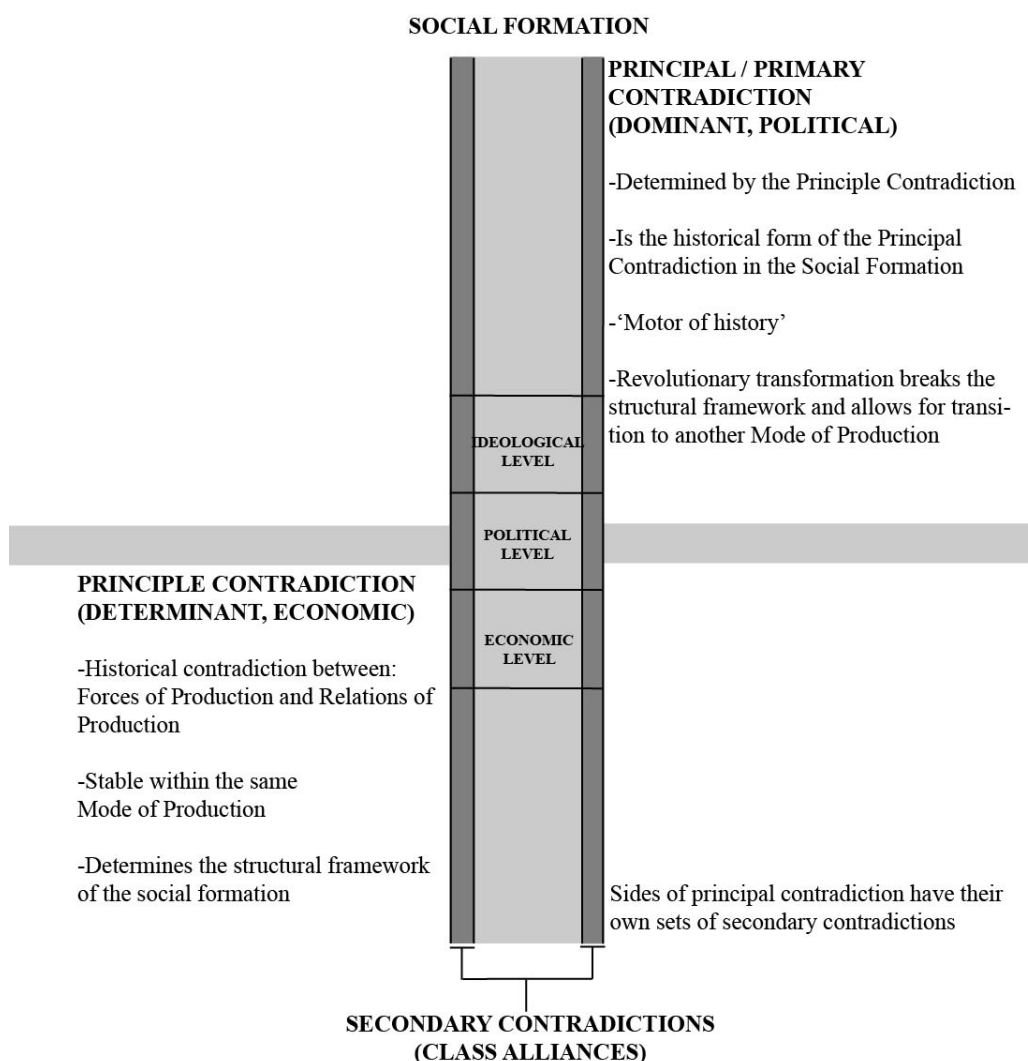 SOCIAL FORMATION
PRINCIPAL / PRIMARY
CONTRADICTION
(DOMINANT, POLITICAL)
-Determined by the Principle Contradiction
-Is the historical form of the Principal
Contradiction in the Social Formation
-‘Motor of history’
-Revolutionary transformation breaks the
structural framework and allows for transi-
tion to another Mode of Production
IDEOLOGICAL
LEVEL
POLITICAL
LEVEL
ECONOMIC
LEVEL
PRINCIPLE CONTRADICTION
(DETERMINANT, ECONOMIC)
-Historical contradiction between:
Forces of Production and Relations of
Production
-Stable within the same
Mode of Production
-Determines the structural framework
of the social formation
Sides of principal contradiction have their
own sets of secondary contradictions
SECONDARY CONTRADICTIONS
(CLASS ALLIANCES)